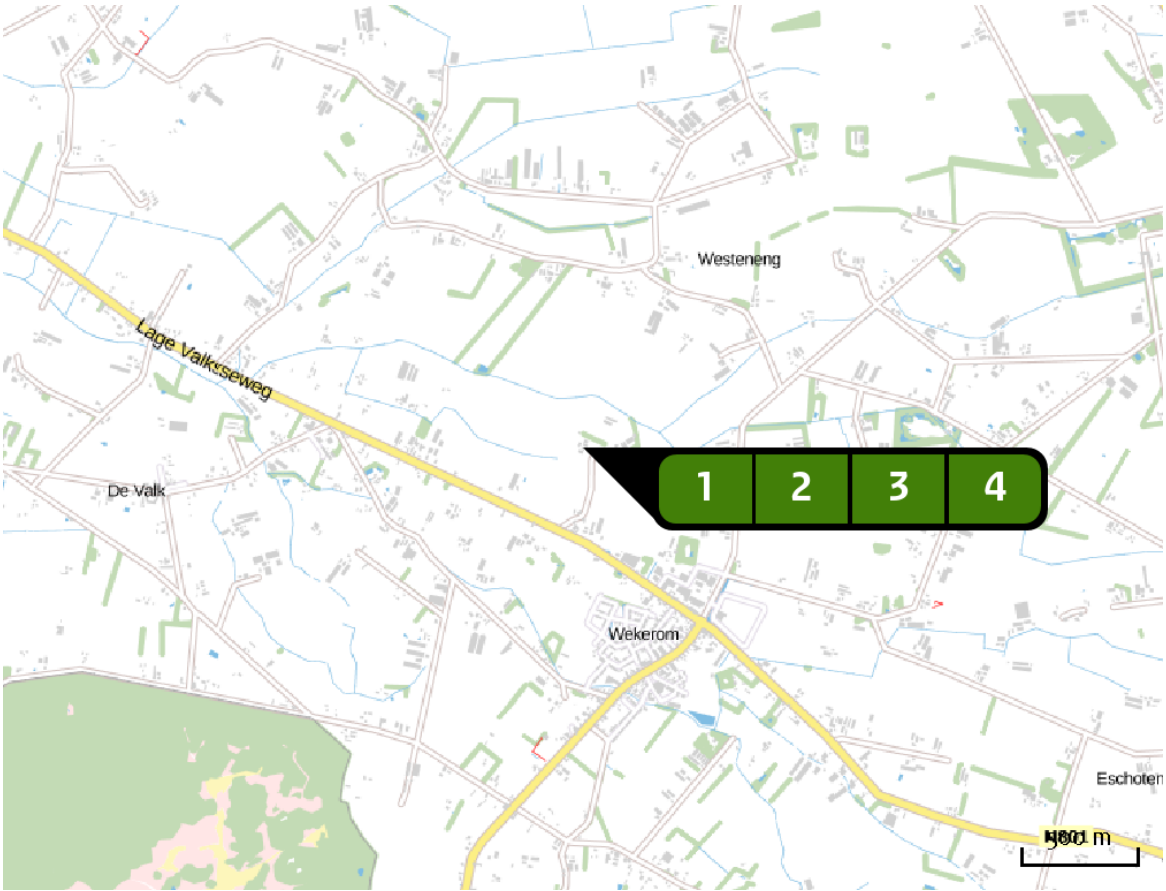 Westeneng
Lage Valkseweg
1 2 3 4
De Valk
Wekerom
Eschoten
500 m